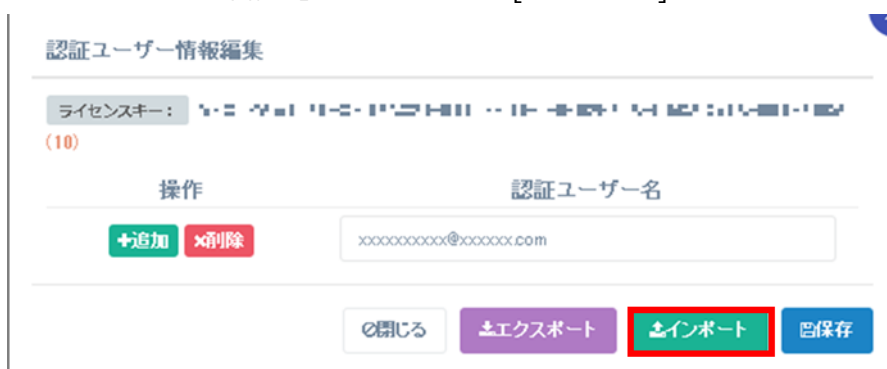 認証ユーザー情報編集
ライセンスキー：
(10)
操作 認証ユーザー名
追加 削除 xxxxxxxxxx@xxxxxx.com
閉じる エクスポート インポート 保存